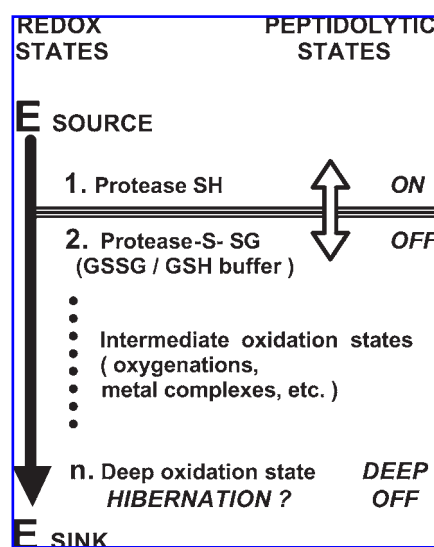 REDOX PEPTIDOLYTIC
STATES STATES
E SOURCE
1. Protease SH ON
2. Protease-S- SG OFF
(GSSG / GSH buffer )
Intermediate oxidation states
( oxygenations,
metal complexes, etc. )
n. Deep oxidation state DEEP
HIBERNATION ? OFF
E SINK